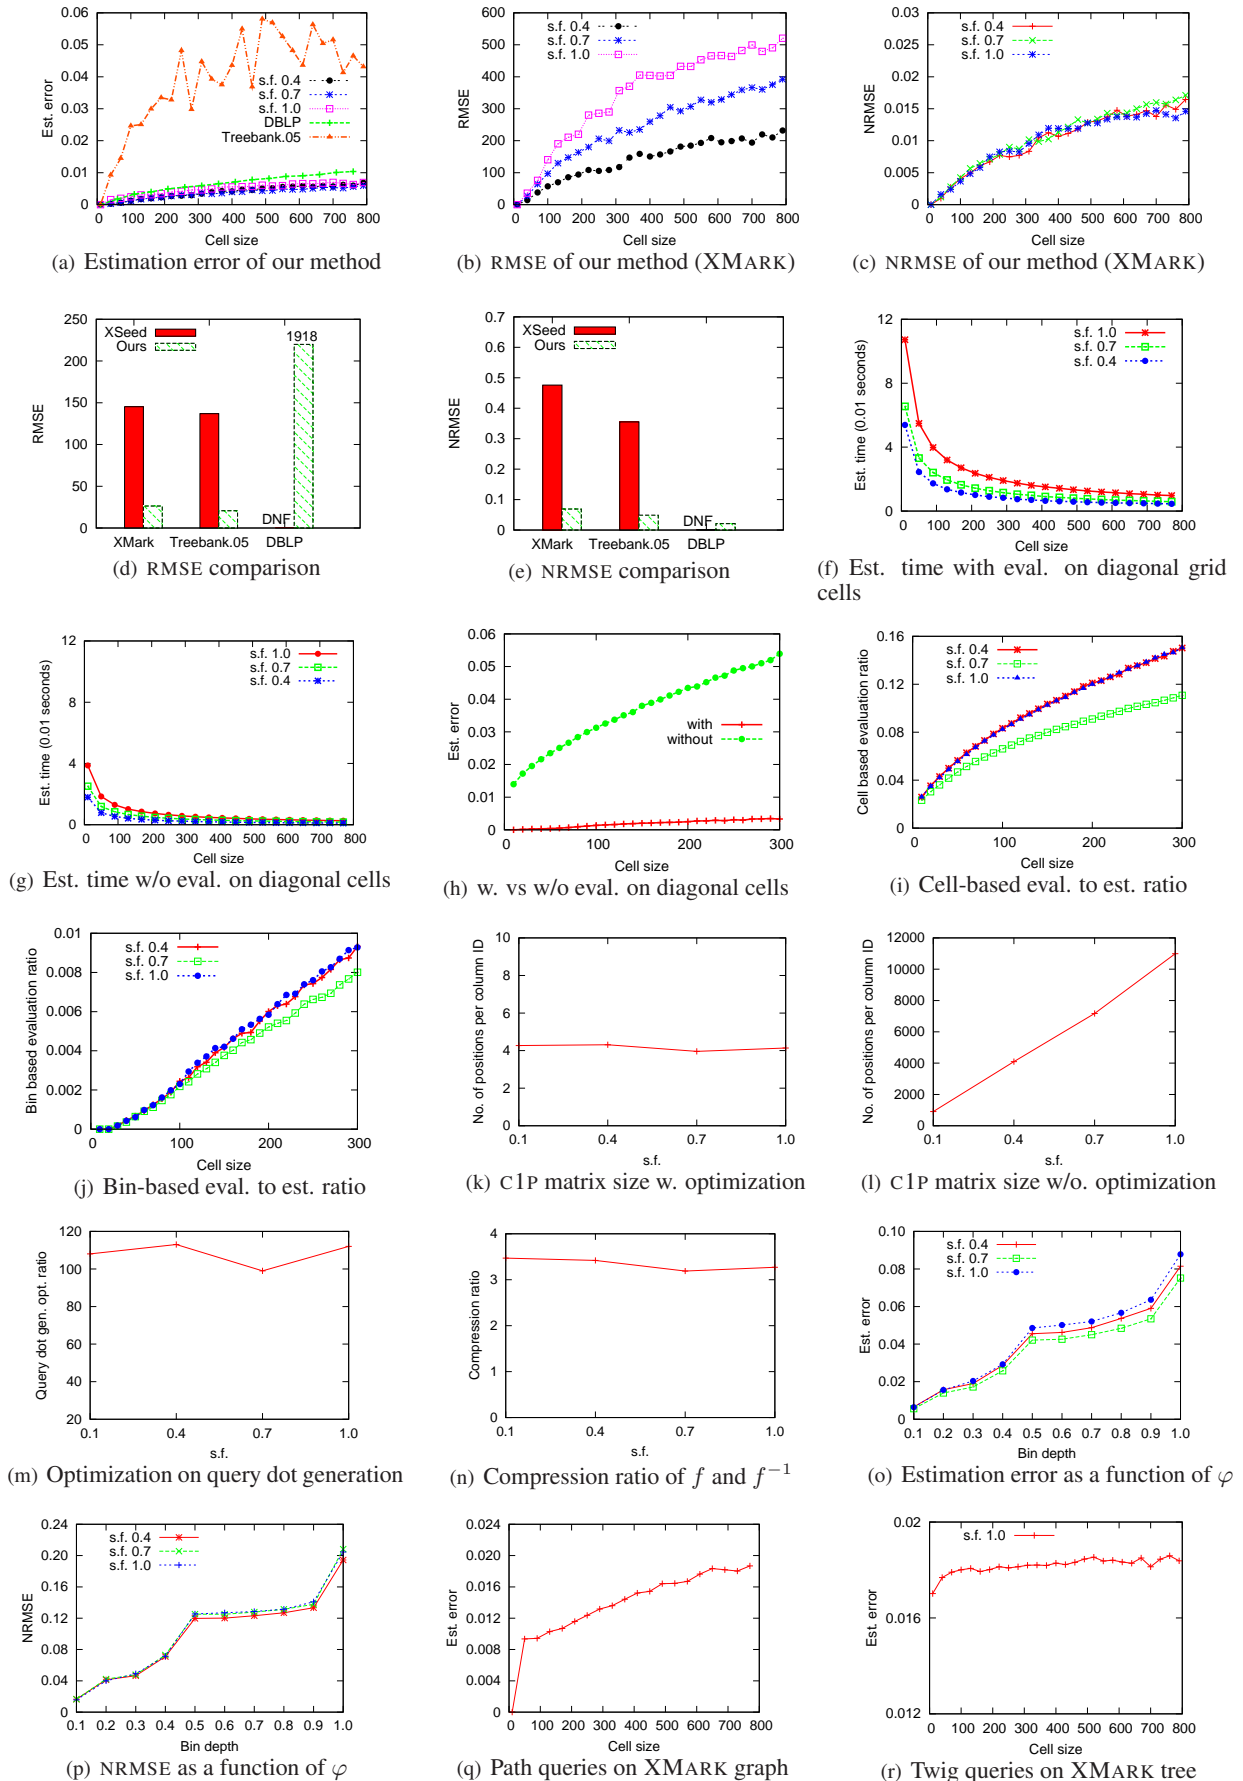 0.06
0.05
0.04
0.03
0.02
0.01
0
Est. error
s.f. 0.4
s.f. 0.7
s.f. 1.0
DBLP
Treebank.05
0 100 200 300 400 500 600 700 800
Cell size
(a) Estimation error of our method
600
500
400
300
200
100
0
RMSE
s.f. 0.4
s.f. 0.7
s.f. 1.0
0 100 200 300 400 500 600 700 800
Cell size
(b) RMSE of our method (XMARK)
0.03
0.025
0.02
0.015
0.01
0.005
0
NRMSE
s.f. 0.4
s.f. 0.7
s.f. 1.0
0 100 200 300 400 500 600 700 800
Cell size
(c) NRMSE of our method (XMARK)
250
200
150
100
50
0
RMSE
XSeed
Ours
1918
DNF
XMark Treebank.05 DBLP
(d) RMSE comparison
0.7
0.6
0.5
0.4
0.3
0.2
0.1
0
NRMSE
XSeed
Ours
DNF
XMark Treebank.05 DBLP
(e) NRMSE comparison
12
8
4
0
Est. time (0.01 seconds)
s.f. 1.0
s.f. 0.7
s.f. 0.4
0 100 200 300 400 500 600 700 800
Cell size
(f) Est. time with eval. on diagonal grid
cells
12
8
4
0
Est. time (0.01 seconds)
s.f. 1.0
s.f. 0.7
s.f. 0.4
0 100 200 300 400 500 600 700 800
Cell size
(g) Est. time w/o eval. on diagonal cells
0.06
0.05
0.04
0.03
0.02
0.01
0
Est. error
with
without
0 100 200 300
Cell size
(h) w. vs w/o eval. on diagonal cells
0.16
0.12
0.08
0.04
0
Cell based evaluation ratio
s.f. 0.4
s.f. 0.7
s.f. 1.0
0 100 200 300
Cell size
(i) Cell-based eval. to est. ratio
0.01
0.008
0.006
0.004
0.002
0
Bin based evaluation ratio
s.f. 0.4
s.f. 0.7
s.f. 1.0
0 100 200 300
Cell size
(j) Bin-based eval. to est. ratio
10
8
6
4
2
0
No. of positions per column ID
0.1 0.4 0.7 1.0
s.f.
(k) C1P matrix size w. optimization
12000
10000
8000
6000
4000
2000
0
No. of positions per column ID
0.1 0.4 0.7 1.0
s.f.
(l) C1P matrix size w/o. optimization
120
100
80
60
40
20
Query dot gen. opt. ratio
0.1 0.4 0.7 1.0
s.f.
(m) Optimization on query dot generation
4
3
2
1
0
Compression ratio
0.1 0.4 0.7 1.0
s.f.
(n) Compression ratio of f and f⁻¹
0.10
0.08
0.06
0.04
0.02
0
Est. error
s.f. 0.4
s.f. 0.7
s.f. 1.0
0.1 0.2 0.3 0.4 0.5 0.6 0.7 0.8 0.9 1.0
Bin depth
(o) Estimation error as a function of φ
0.24
0.20
0.16
0.12
0.08
0.04
0
NRMSE
s.f. 0.4
s.f. 0.7
s.f. 1.0
0.1 0.2 0.3 0.4 0.5 0.6 0.7 0.8 0.9 1.0
Bin depth
(p) NRMSE as a function of φ
0.024
0.02
0.016
0.012
0.008
0.004
0
Est. error
0 100 200 300 400 500 600 700 800
Cell size
(q) Path queries on XMARK graph
0.02
0.016
0.012
Est. error
s.f. 1.0
0 100 200 300 400 500 600 700 800
Cell size
(r) Twig queries on XMARK tree